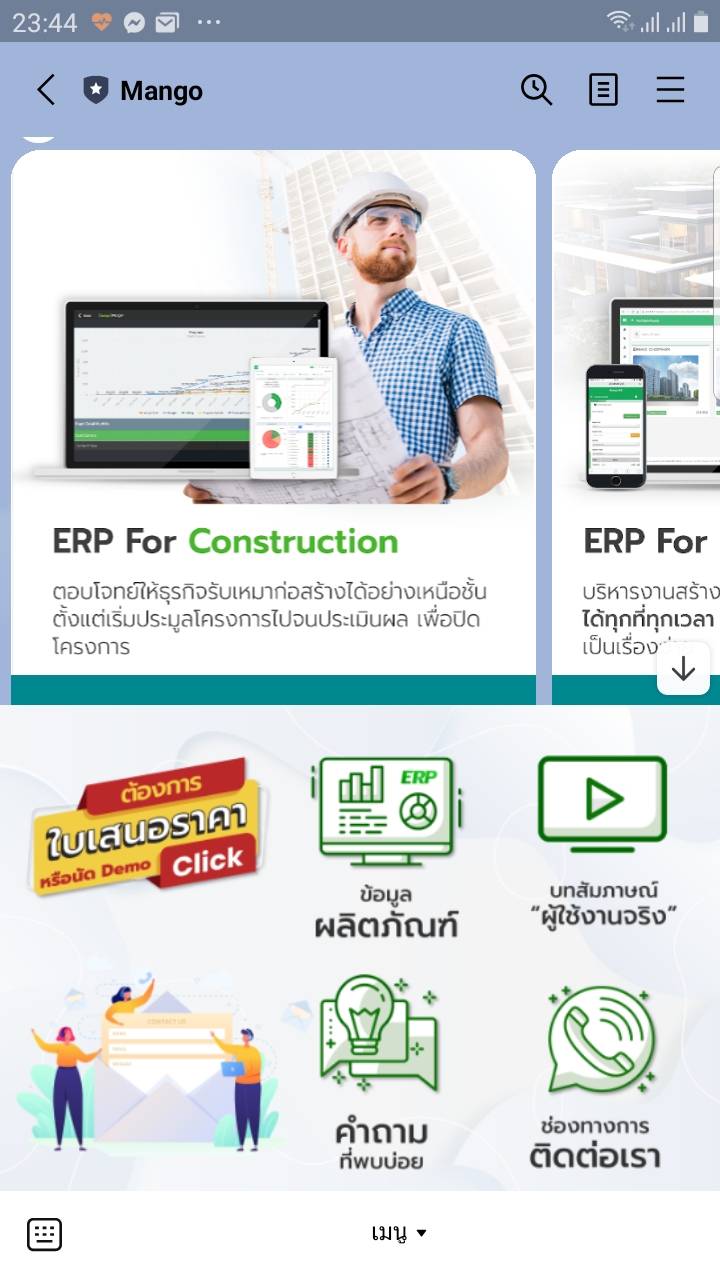 23:44
Mango
ERP For Construction
ตอบโจทย์ให้ธุรกิจรับเหมาก่อสร้างได้อย่างเหนือชั้น
ตั้งแต่เริ่มประมูลโครงการไปจนประเมินผล เพื่อปิด
โครงการ
ERP For
บริหารงานสร้าง
ได้ทุกที่ทุกเวลา
เป็นเรื่อง
ต้องการ
ใบเสนอราคา
หรือนัด Demo Click
ERP
ข้อมูล
ผลิตภัณฑ์
บทสัมภาษณ์
“ผู้ใช้งานจริง”
CONTACT US
คำถาม
ที่พบบ่อย
ช่องทางการ
ติดต่อเรา
เมนู